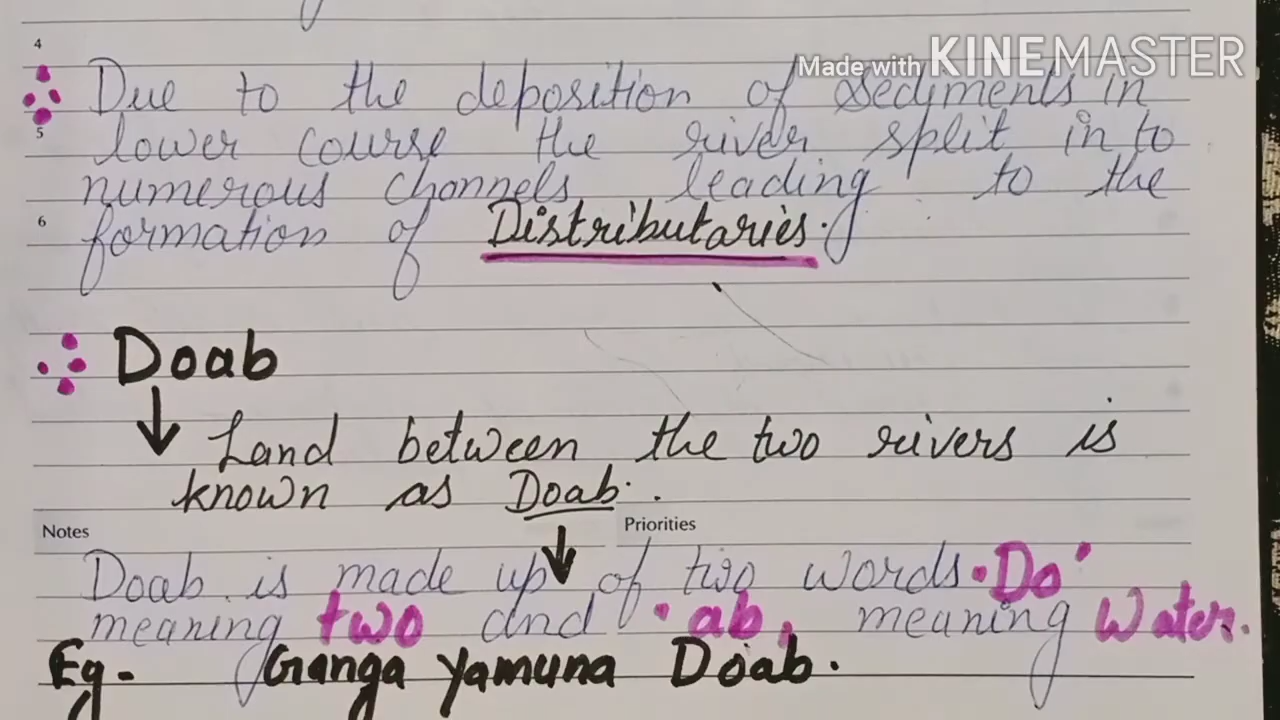 4
Made with KINEMASTER
Due to the deposition of sediments in
5
lower course the river split in to
numerous channels leading to the
6
formation of Distributaries.
Doab
Land between the two rivers is
known as Doab.
Notes
Priorities
Doab is made up of two words 'Do'
meaning two and 'ab, meaning Water.
Eg. Ganga Yamuna Doab.